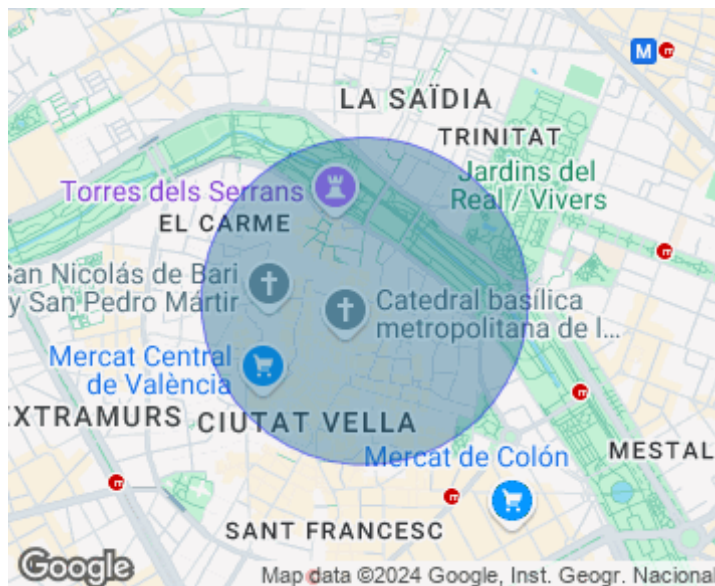 M
LA SAÏDIA
TRINITAT
Jardins del
Real / Vivers
Torres dels Serrans
EL CARME
San Nicolás de Bari
y San Pedro Mártir
Catedral basílica
metropolitana de l...
Mercat Central
de València
EXTRAMURS
CIUTAT VELLA
MESTAL
Mercat de Colón
SANT FRANCESC
Google
Map data ©2024 Google, Inst. Geogr. Nacional